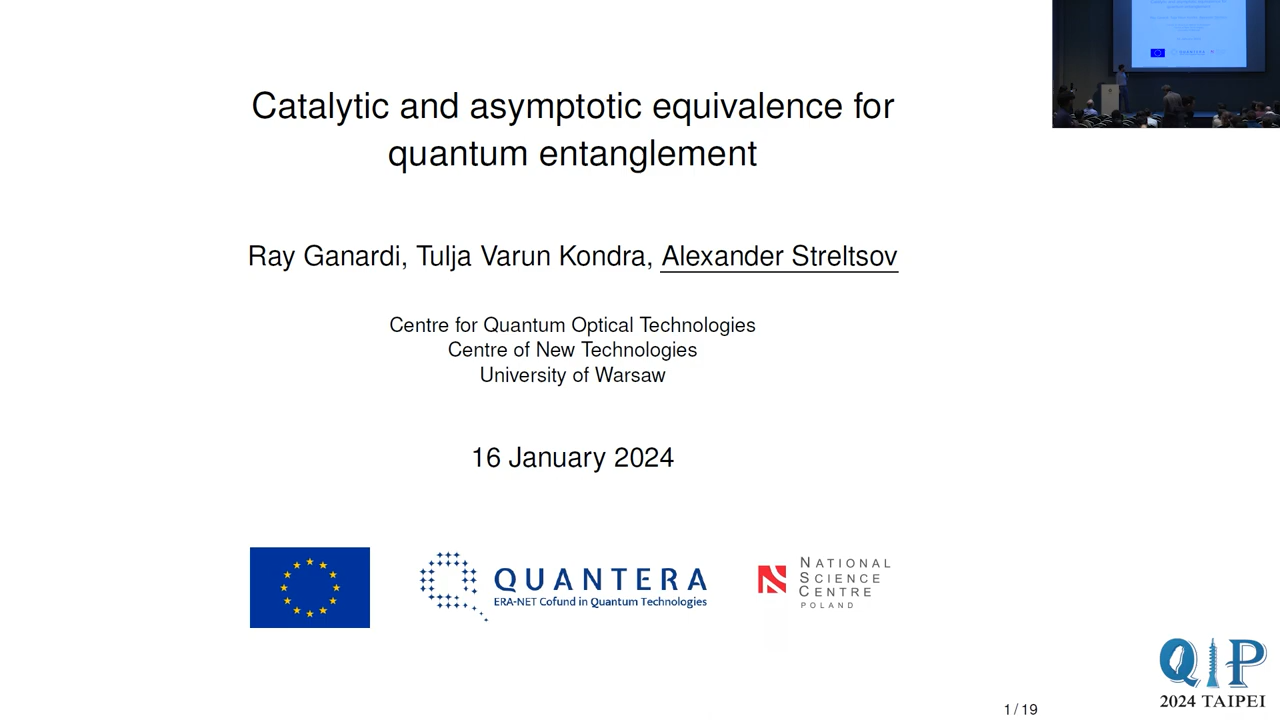 Catalytic and asymptotic equivalence for
quantum entanglement
Ray Ganardi, Tulja Varun Kondra, Alexander Streltsov
Centre for Quantum Optical Technologies
Centre of New Technologies
University of Warsaw
16 January 2024
QUANTERA
ERA-NET Cofund in Quantum Technologies
NATIONAL
SCIENCE
CENTRE
POLAND
1 / 19
QIP
2024 TAIPEI